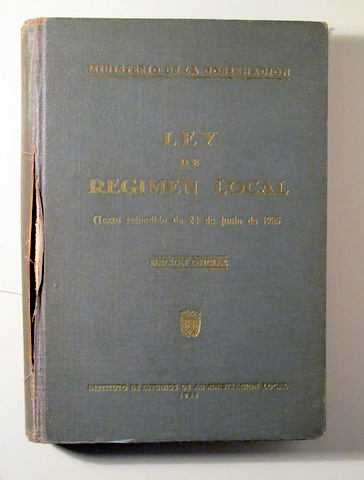 MINISTERIO DE LA GOBERNACION
LEY
DE
REGIMEN LOCAL
(Texto refundido de 24 de junio de 1955
EDICION OFICIAL
INSTITUTO DE ESTUDIOS DE ADMINISTRACION LOCAL